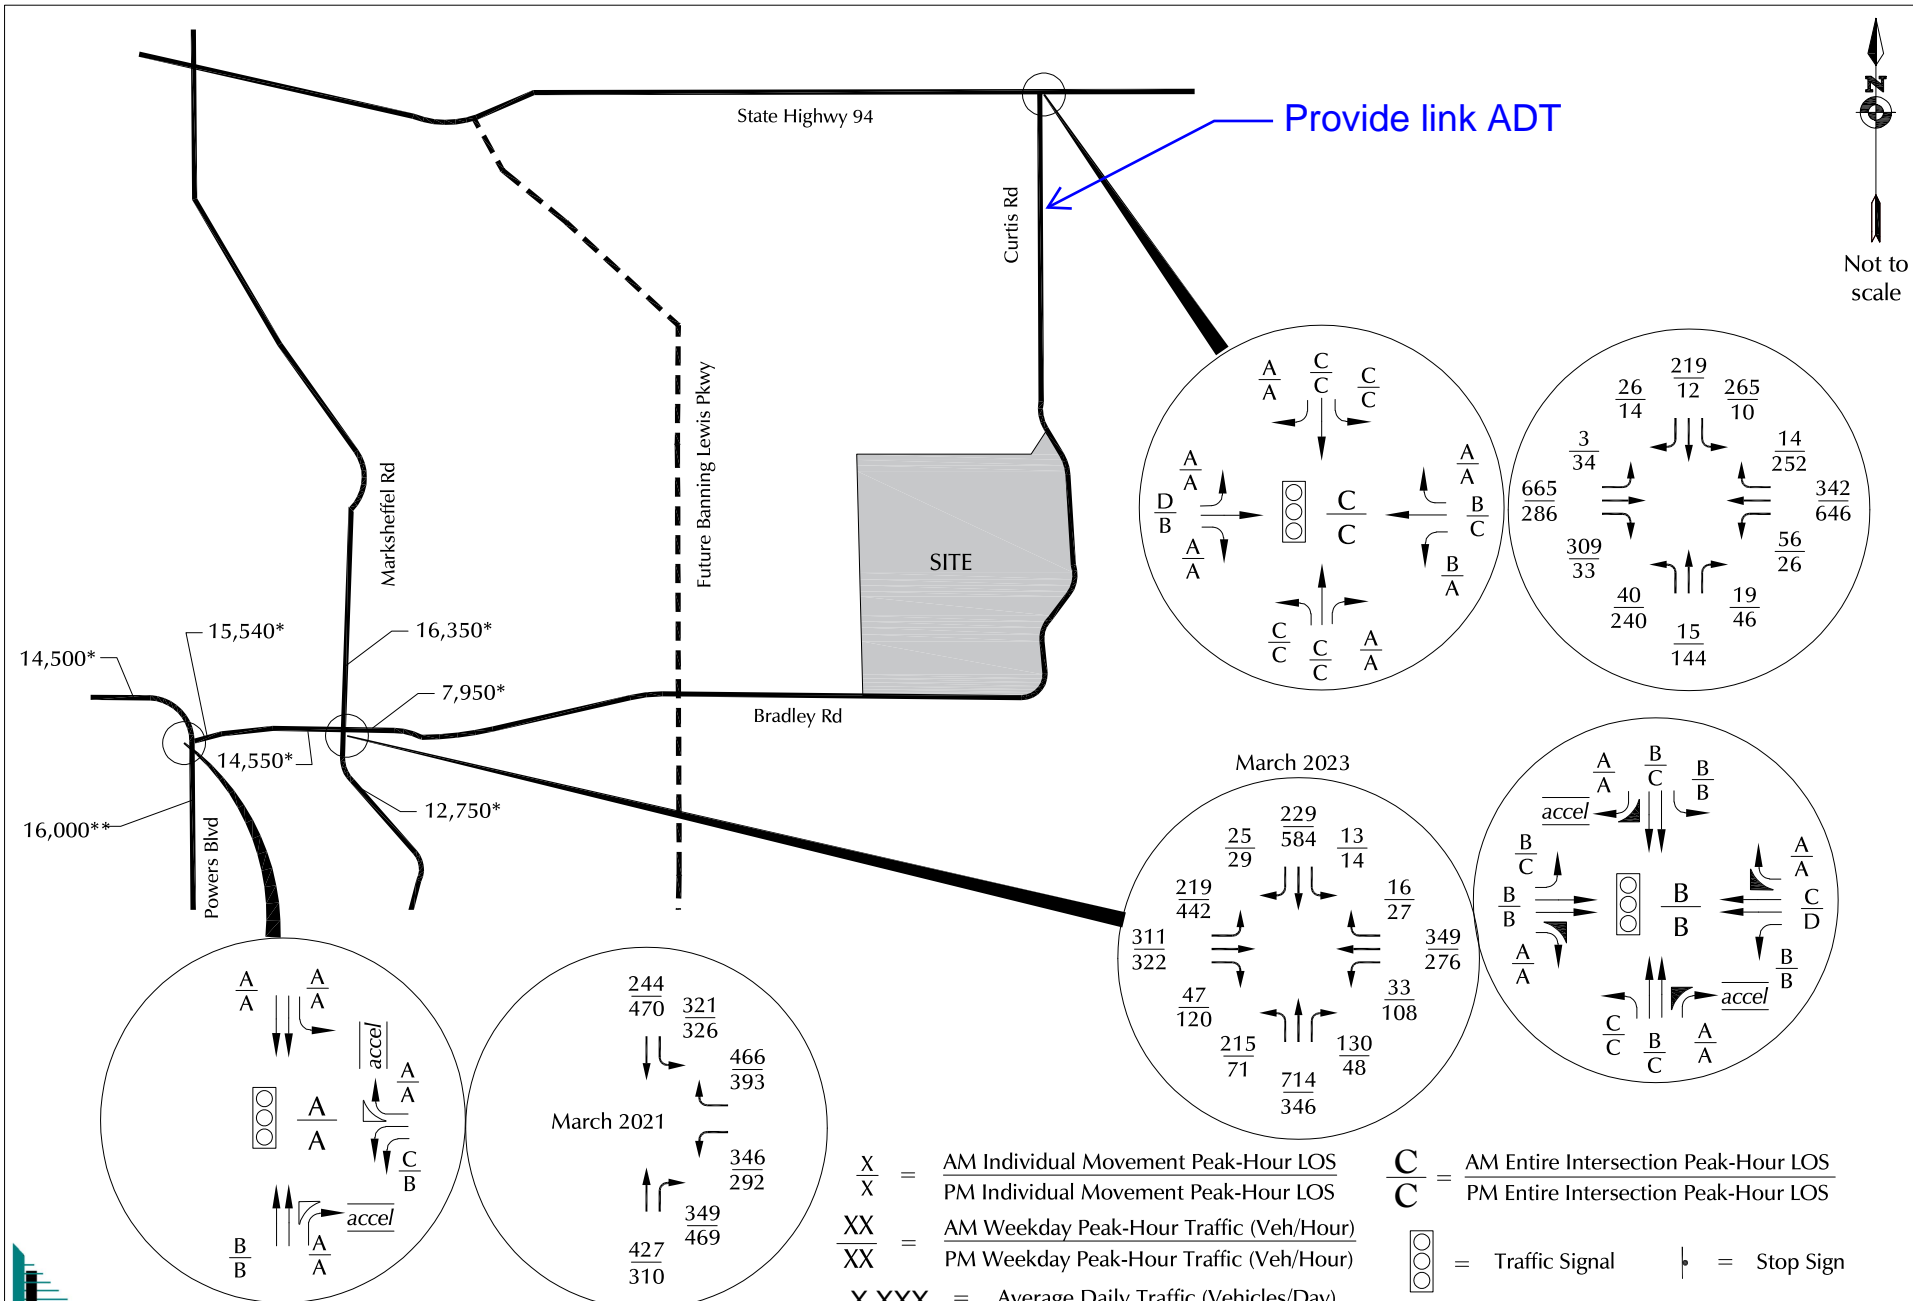 State Highway 94
Provide link ADT
N
Not to
scale
Curtis Rd
Future Banning Lewis Pkwy
Marksheffel Rd
SITE
Bradley Rd
Powers Blvd
14,500*
15,540*
16,350*
7,950*
14,550*
12,750*
16,000**
A
A
C
C
C
C
A
A
D
B
A
A
C
C
A
A
B
C
B
A
C
C
C
C
A
A
219
12
26
14
265
10
3
34
14
252
665
286
342
646
309
33
56
26
40
240
19
46
15
144
March 2023
229
584
25
29
13
14
219
442
16
27
311
322
349
276
47
120
33
108
215
71
130
48
714
346
A
A
B
C
B
B
accel
B
C
A
A
B
B
B
B
C
D
A
A
B
B
accel
C
C
B
C
A
A
A
A
A
A
accel
A
A
A
A
C
B
accel
B
B
A
A
244
470
321
326
466
393
March 2021
346
292
349
469
427
310
X
X
=
AM Individual Movement Peak-Hour LOS
PM Individual Movement Peak-Hour LOS
C
C
=
AM Entire Intersection Peak-Hour LOS
PM Entire Intersection Peak-Hour LOS
XX
XX
=
AM Weekday Peak-Hour Traffic (Veh/Hour)
PM Weekday Peak-Hour Traffic (Veh/Hour)
= Traffic Signal
= Stop Sign
X,XXX = Average Daily Traffic (Vehicles/Day)